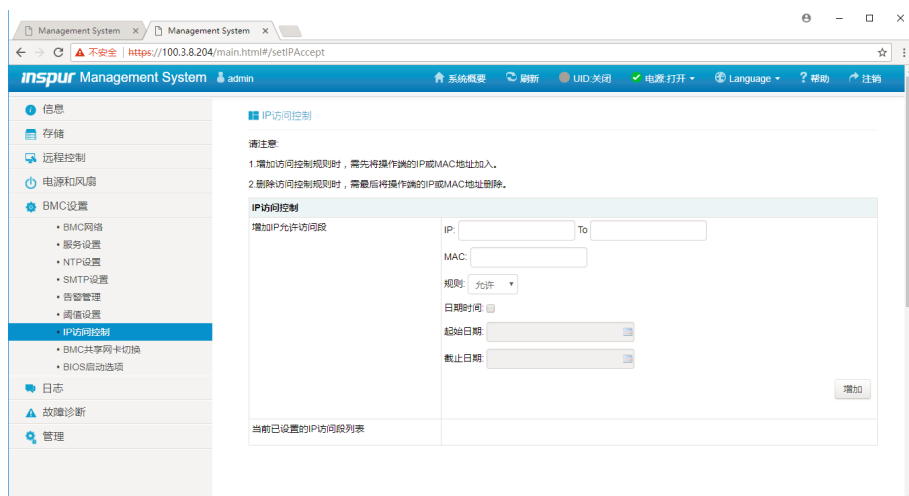 Management System
Management System
不安全 | https://100.3.8.204/main.html#/setIPAccept
inspur Management System admin 系统概要 刷新 UID:关闭 电源:打开 Language 帮助 注销
信息
存储
远程控制
电源和风扇
BMC设置
• BMC网络
• 服务设置
• NTP设置
• SMTP设置
• 告警管理
• 阈值设置
• IP访问控制
• BMC共享网卡切换
• BIOS启动选项
日志
故障诊断
管理
IP访问控制
请注意:
1.增加访问控制规则时，需先将操作端的IP或MAC地址加入。
2.删除访问控制规则时，需最后将操作端的IP或MAC地址删除。
IP访问控制
增加IP允许访问段
IP: To
MAC:
规则: 允许
日期时间:
起始日期:
截止日期:
增加
当前已设置的IP访问段列表